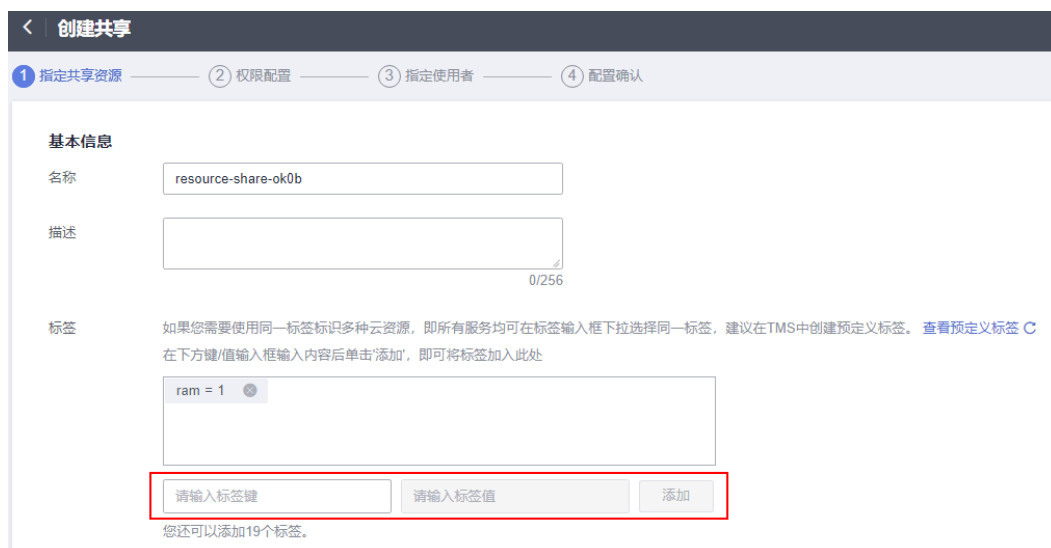 创建共享
1 指定共享资源 2 权限配置 3 指定使用者 4 配置确认
基本信息
名称 resource-share-ok0b
描述
0/256
标签 如果您需要使用同一标签标识多种云资源，即所有服务均可在标签输入框下拉选择同一标签，建议在TMS中创建预定义标签。 查看预定义标签
在下方键/值输入框输入内容后单击'添加'，即可将标签加入此处
ram = 1
请输入标签键 请输入标签值 添加
您还可以添加19个标签。